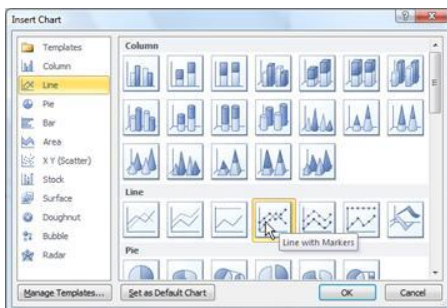 Insert Chart
Templates
Column
Line
Pie
Bar
Area
X Y (Scatter)
Stock
Surface
Doughnut
Bubble
Radar
Column
Line
Line with Markers
Pie
Manage Templates...
Set as Default Chart
OK
Cancel